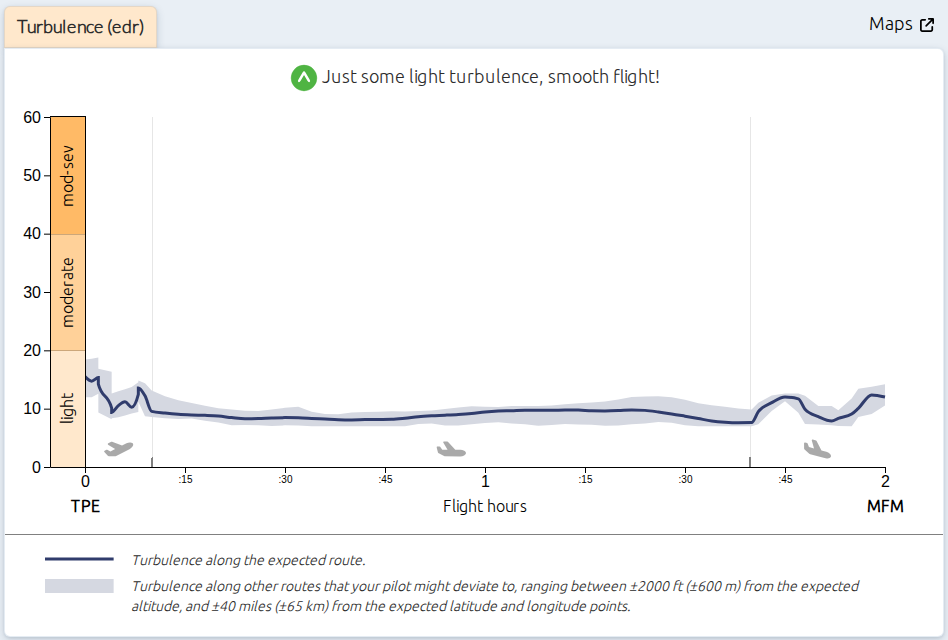 Turbulence (edr)
Maps
Just some light turbulence, smooth flight!
60
50
40
30
20
10
0
mod-sev
moderate
light
0
:15
:30
:45
1
:15
:30
:45
2
TPE
Flight hours
MFM
Turbulence along the expected route.
Turbulence along other routes that your pilot might deviate to, ranging between ±2000 ft (±600 m) from the expected
altitude, and ±40 miles (±65 km) from the expected latitude and longitude points.